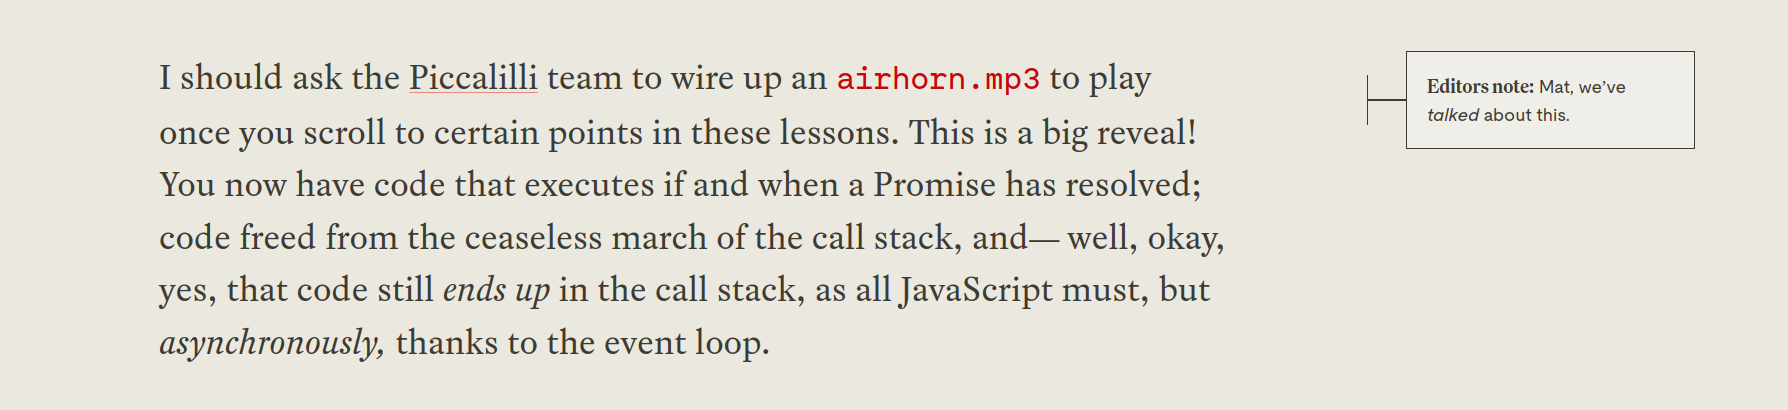 I should ask the Piccalilli team to wire up an airhorn.mp3 to play
once you scroll to certain points in these lessons. This is a big reveal!
You now have code that executes if and when a Promise has resolved;
code freed from the ceaseless march of the call stack, and— well, okay,
yes, that code still ends up in the call stack, as all JavaScript must, but
asynchronously, thanks to the event loop.
Editors note: Mat, we’ve
talked about this.